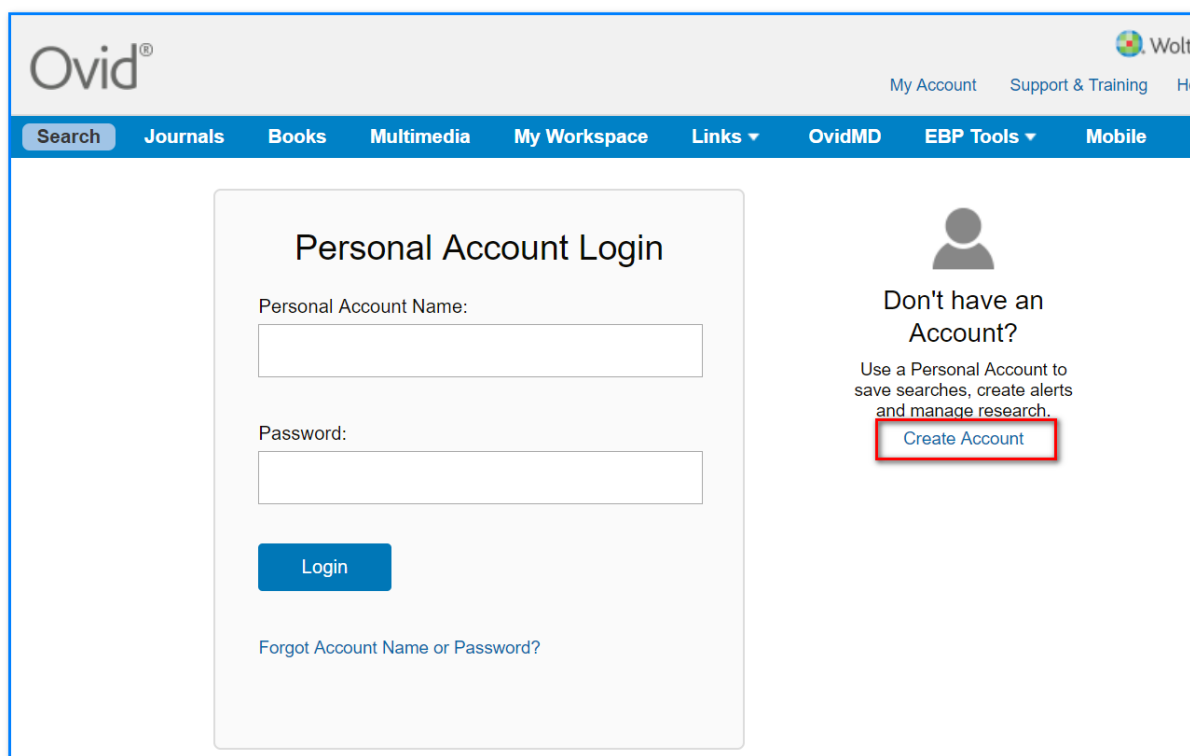 Ovid®
My Account Support & Training
Search Journals Books Multimedia My Workspace Links OvidMD EBP Tools Mobile
Personal Account Login
Personal Account Name:
Password:
Login
Forgot Account Name or Password?
Don't have an
Account?
Use a Personal Account to
save searches, create alerts
and manage research.
Create Account